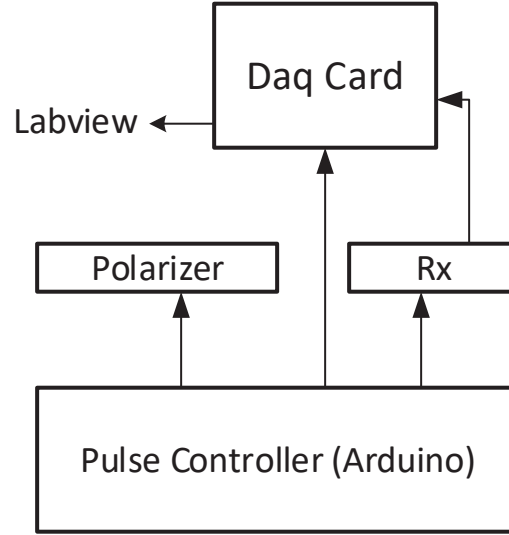 Daq Card
Labview
Polarizer
Rx
Pulse Controller (Arduino)